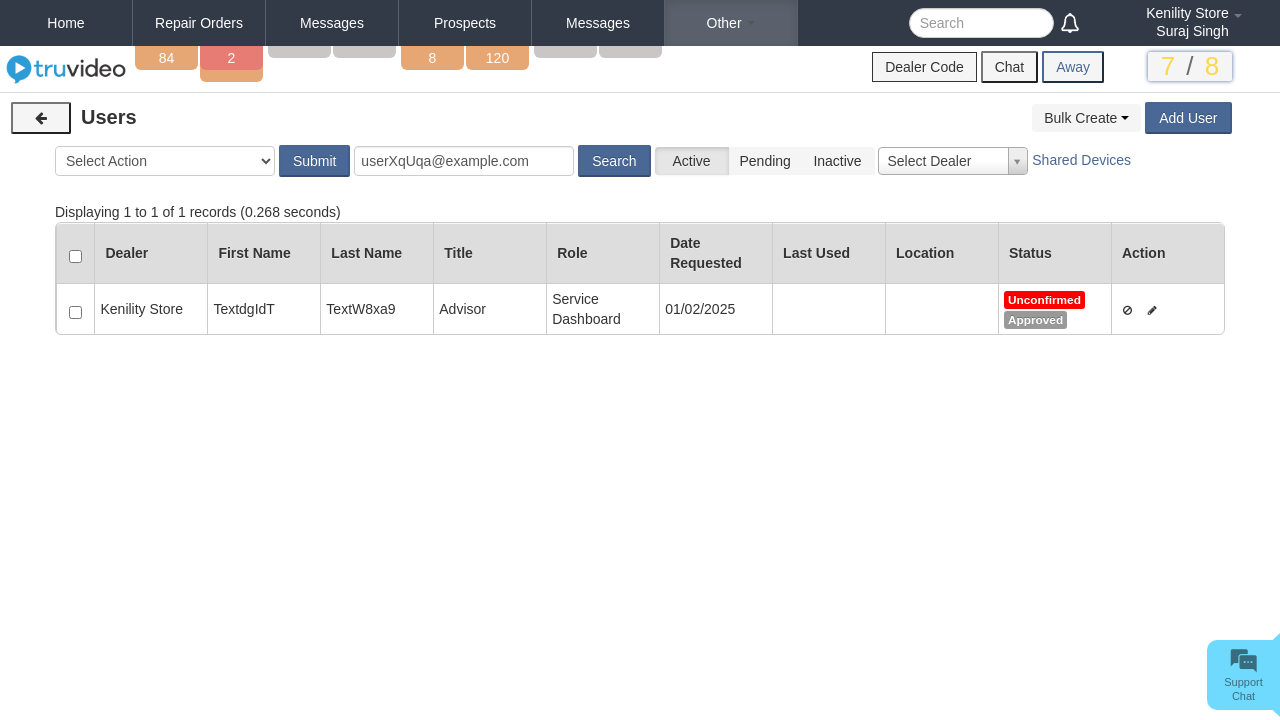 Home
Repair Orders
Messages
Prospects
Messages
Other
Search
Kenility Store
Suraj Singh
truvideo
84
2
8
120
Dealer Code
Chat
Away
7 / 8
Users
Bulk Create
Add User
Select Action
Submit
userXqUqa@example.com
Search
Active
Pending
Inactive
Select Dealer
Shared Devices
Displaying 1 to 1 of 1 records (0.268 seconds)
Dealer
First Name
Last Name
Title
Role
Date
Requested
Last Used
Location
Status
Action
Kenility Store
TextdgIdT
TextW8xa9
Advisor
Service
Dashboard
01/02/2025
Unconfirmed
Approved
Support
Chat